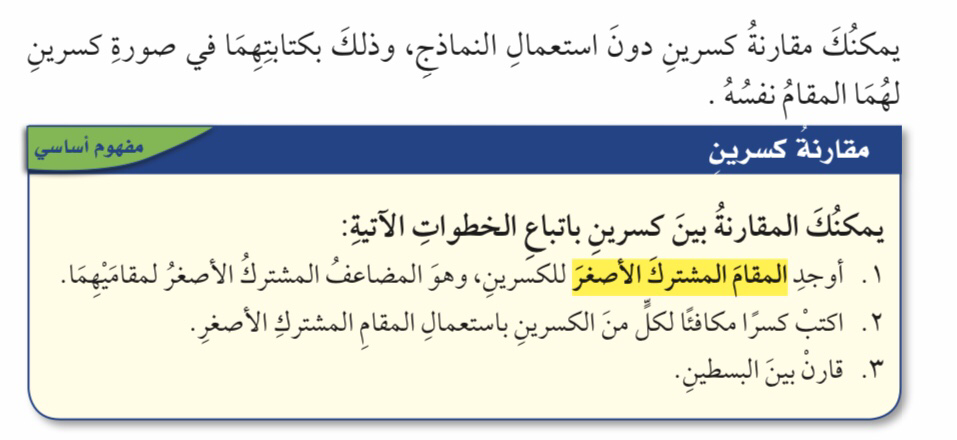 يمكنُكَ مقارنةُ كسرينِ دونَ استعمالِ النماذجِ، وذلكَ بكتابتِهِمَا في صورةِ كسرينِ
لهُمَا المقامُ نفسُهُ .
مقارنةُ كسرينِ
مفهوم أساسي
يمكنُكَ المقارنةُ بينَ كسرينِ باتباعِ الخطواتِ الآتيةِ:
١. أوجدِ المقامَ المشتركَ الأصغرَ للكسرينِ، وهوَ المضاعفُ المشتركُ الأصغرُ لمقامَيْهِمَا.
٢. اكتبْ كسرًا مكافئًا لكلٍّ منَ الكسرينِ باستعمالِ المقامِ المشتركِ الأصغرِ.
٣. قارنْ بينَ البسطينِ.